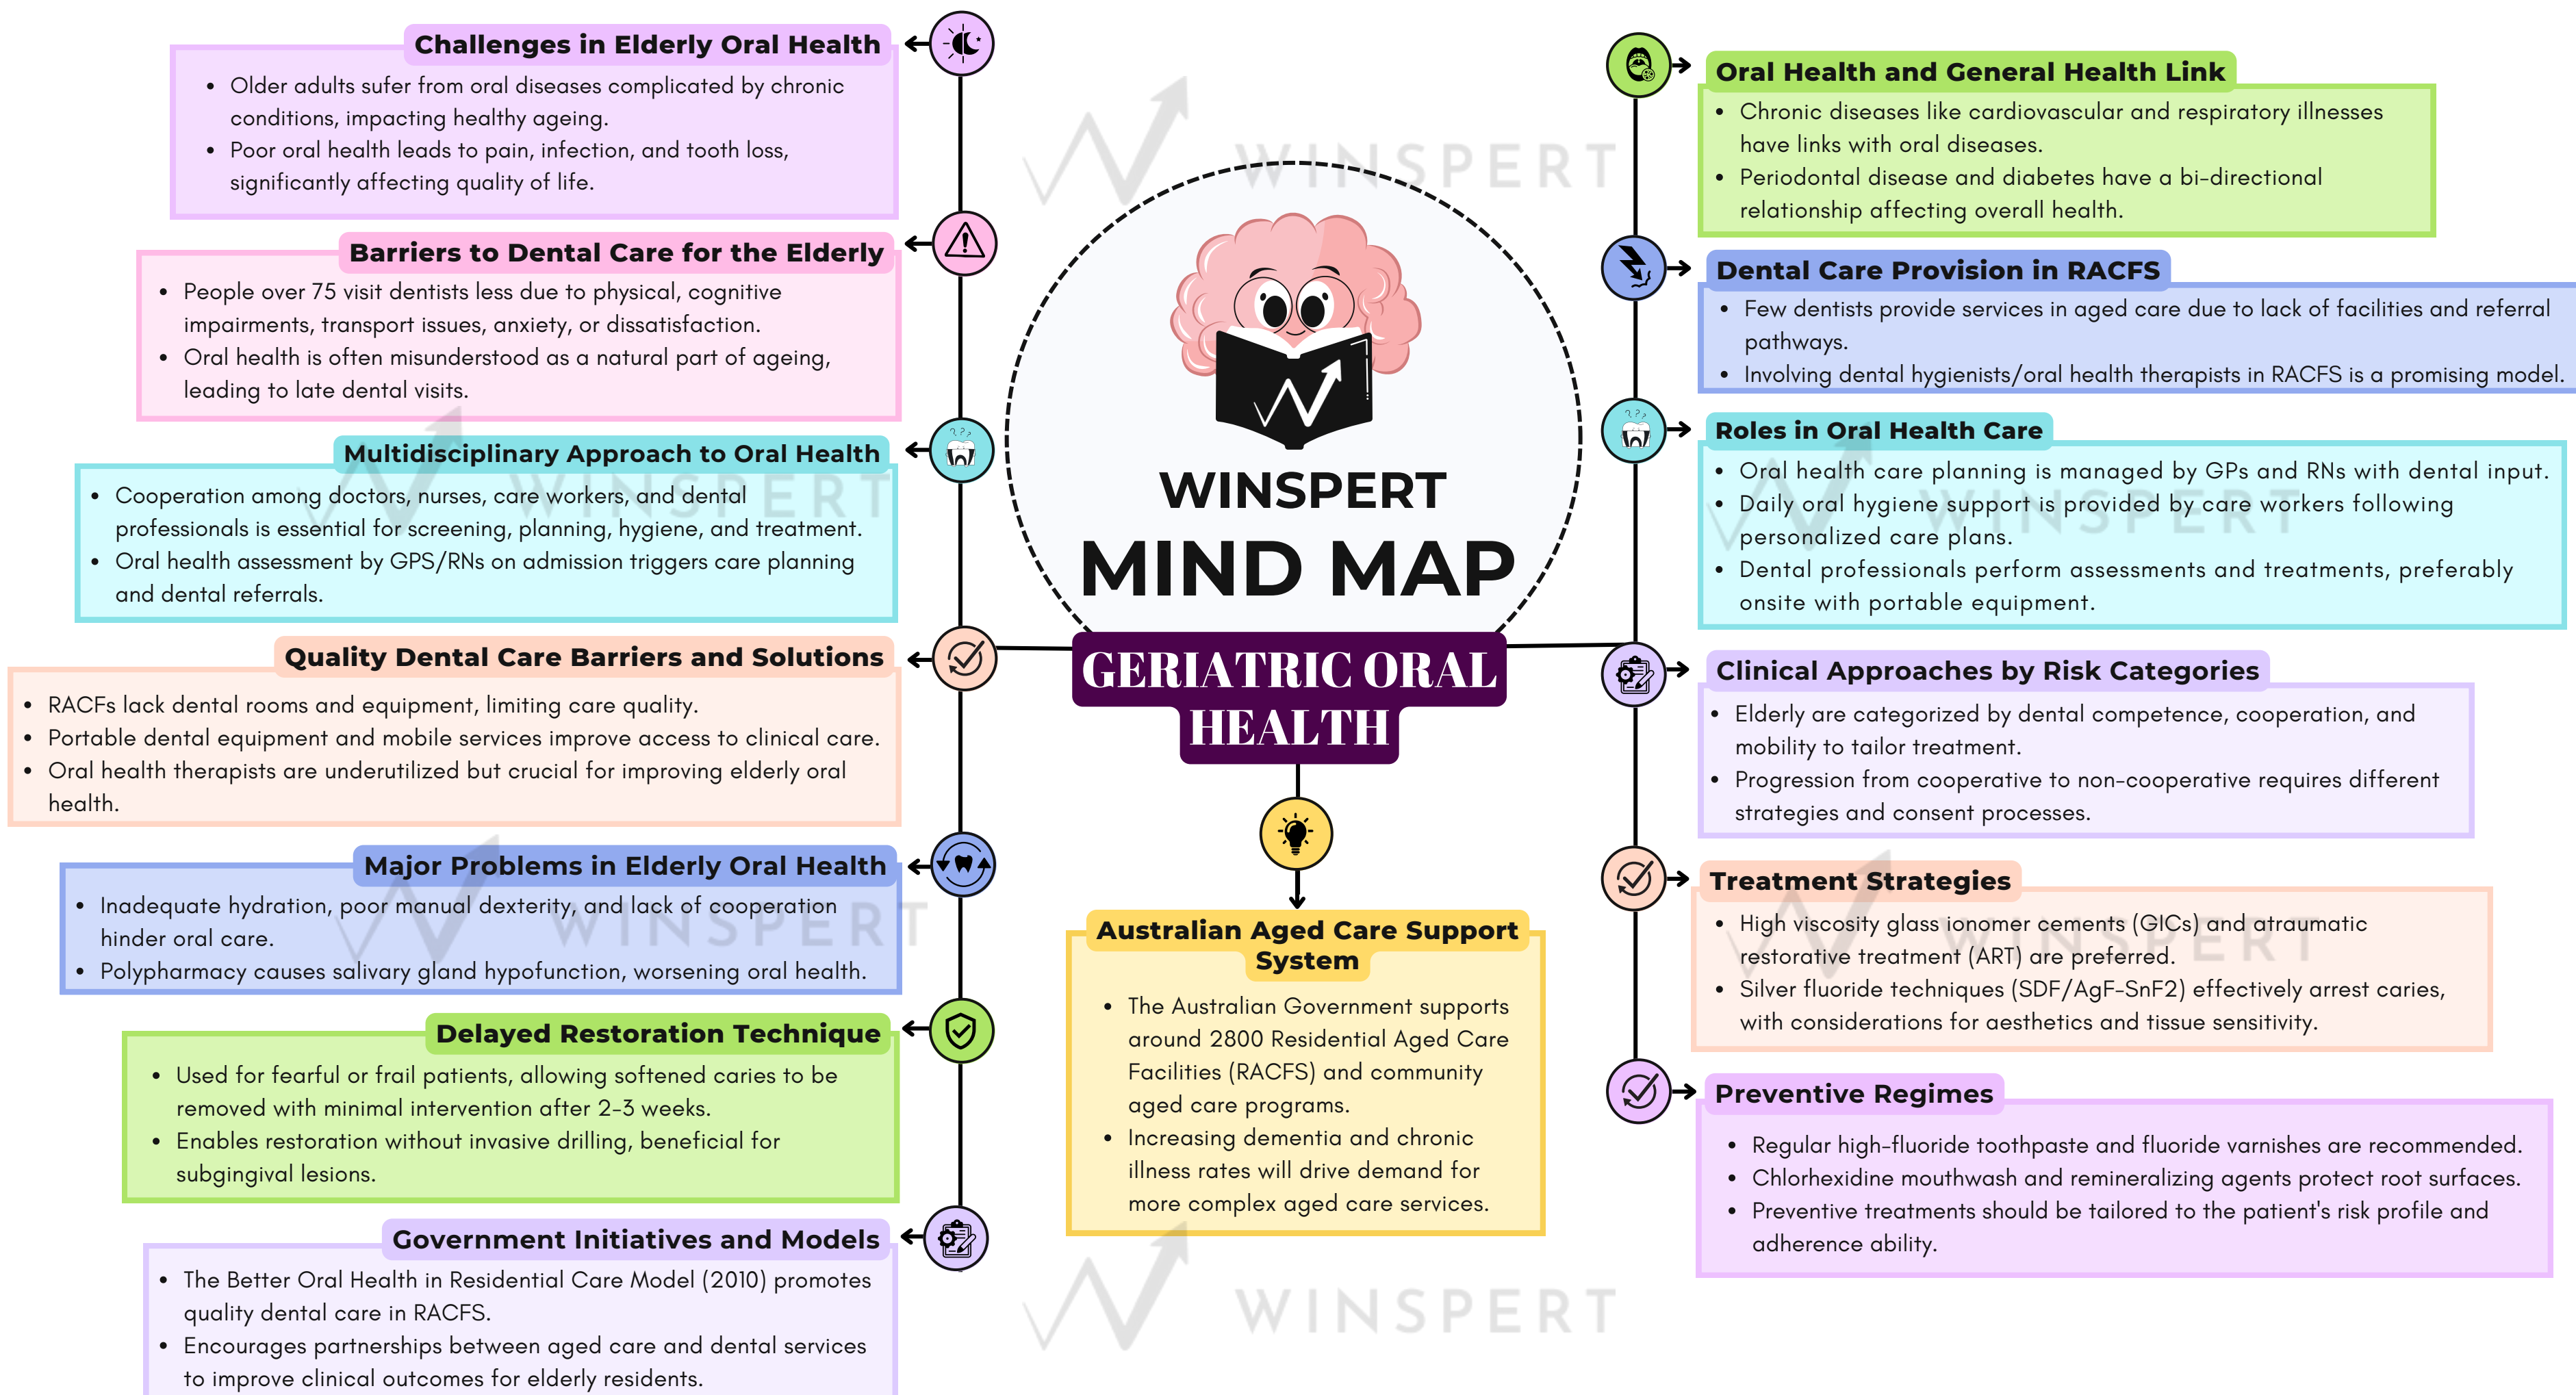 Challenges in Elderly Oral Health
• Older adults sufer from oral diseases complicated by chronic
conditions, impacting healthy ageing.
• Poor oral health leads to pain, infection, and tooth loss,
significantly affecting quality of life.
Barriers to Dental Care for the Elderly
• People over 75 visit dentists less due to physical, cognitive
impairments, transport issues, anxiety, or dissatisfaction.
• Oral health is often misunderstood as a natural part of ageing,
leading to late dental visits.
Multidisciplinary Approach to Oral Health
• Cooperation among doctors, nurses, care workers, and dental
professionals is essential for screening, planning, hygiene, and treatment.
• Oral health assessment by GPS/RNs on admission triggers care planning
and dental referrals.
Quality Dental Care Barriers and Solutions
• RACFs lack dental rooms and equipment, limiting care quality.
• Portable dental equipment and mobile services improve access to clinical care.
• Oral health therapists are underutilized but crucial for improving elderly oral
health.
Major Problems in Elderly Oral Health
• Inadequate hydration, poor manual dexterity, and lack of cooperation
hinder oral care.
• Polypharmacy causes salivary gland hypofunction, worsening oral health.
Delayed Restoration Technique
• Used for fearful or frail patients, allowing softened caries to be
removed with minimal intervention after 2-3 weeks.
• Enables restoration without invasive drilling, beneficial for
subgingival lesions.
Government Initiatives and Models
• The Better Oral Health in Residential Care Model (2010) promotes
quality dental care in RACFS.
• Encourages partnerships between aged care and dental services
to improve clinical outcomes for elderly residents.
WINSPERT
WINSPERT
MIND MAP
GERIATRIC ORAL
HEALTH
Australian Aged Care Support
System
• The Australian Government supports
around 2800 Residential Aged Care
Facilities (RACFS) and community
aged care programs.
• Increasing dementia and chronic
illness rates will drive demand for
more complex aged care services.
WINSPERT
Oral Health and General Health Link
• Chronic diseases like cardiovascular and respiratory illnesses
have links with oral diseases.
• Periodontal disease and diabetes have a bi-directional
relationship affecting overall health.
Dental Care Provision in RACFS
• Few dentists provide services in aged care due to lack of facilities and referral
pathways.
• Involving dental hygienists/oral health therapists in RACFS is a promising model.
Roles in Oral Health Care
• Oral health care planning is managed by GPs and RNs with dental input.
• Daily oral hygiene support is provided by care workers following
personalized care plans.
• Dental professionals perform assessments and treatments, preferably
onsite with portable equipment.
Clinical Approaches by Risk Categories
• Elderly are categorized by dental competence, cooperation, and
mobility to tailor treatment.
• Progression from cooperative to non-cooperative requires different
strategies and consent processes.
Treatment Strategies
• High viscosity glass ionomer cements (GICs) and atraumatic
restorative treatment (ART) are preferred.
• Silver fluoride techniques (SDF/AgF-SnF2) effectively arrest caries,
with considerations for aesthetics and tissue sensitivity.
Preventive Regimes
• Regular high-fluoride toothpaste and fluoride varnishes are recommended.
• Chlorhexidine mouthwash and remineralizing agents protect root surfaces.
• Preventive treatments should be tailored to the patient's risk profile and
adherence ability.
WINSPERT
WINSPERT
WINSPERT
WINSPERT